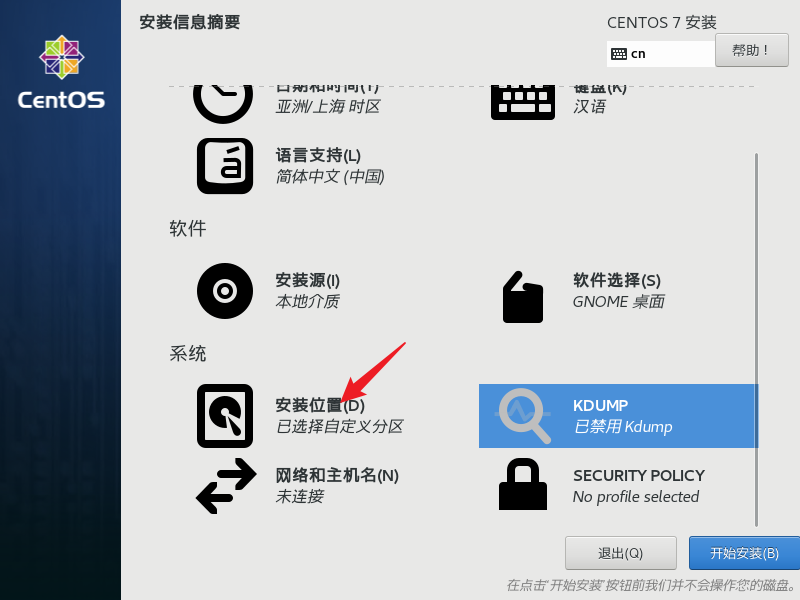 安装信息摘要
CENTOS 7 安装
cn
帮助！
CentOS
日期和时间(T)
亚洲/上海 时区
键盘(K)
汉语
语言支持(L)
简体中文 (中国)
软件
安装源(I)
本地介质
软件选择(S)
GNOME 桌面
系统
安装位置(D)
已选择自定义分区
KDUMP
已禁用 Kdump
网络和主机名(N)
未连接
SECURITY POLICY
No profile selected
退出(Q)
开始安装(B)
在点击"开始安装"按钮前我们并不会操作您的磁盘。